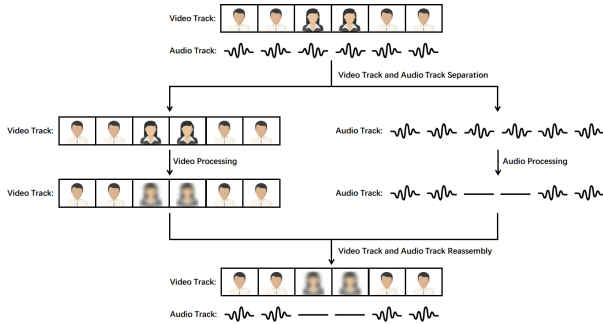 Video Track:
Audio Track:
Video Track and Audio Track Separation
Video Track:
Audio Track:
Video Processing
Audio Processing
Video Track:
Audio Track:
Video Track and Audio Track Reassembly
Video Track:
Audio Track: